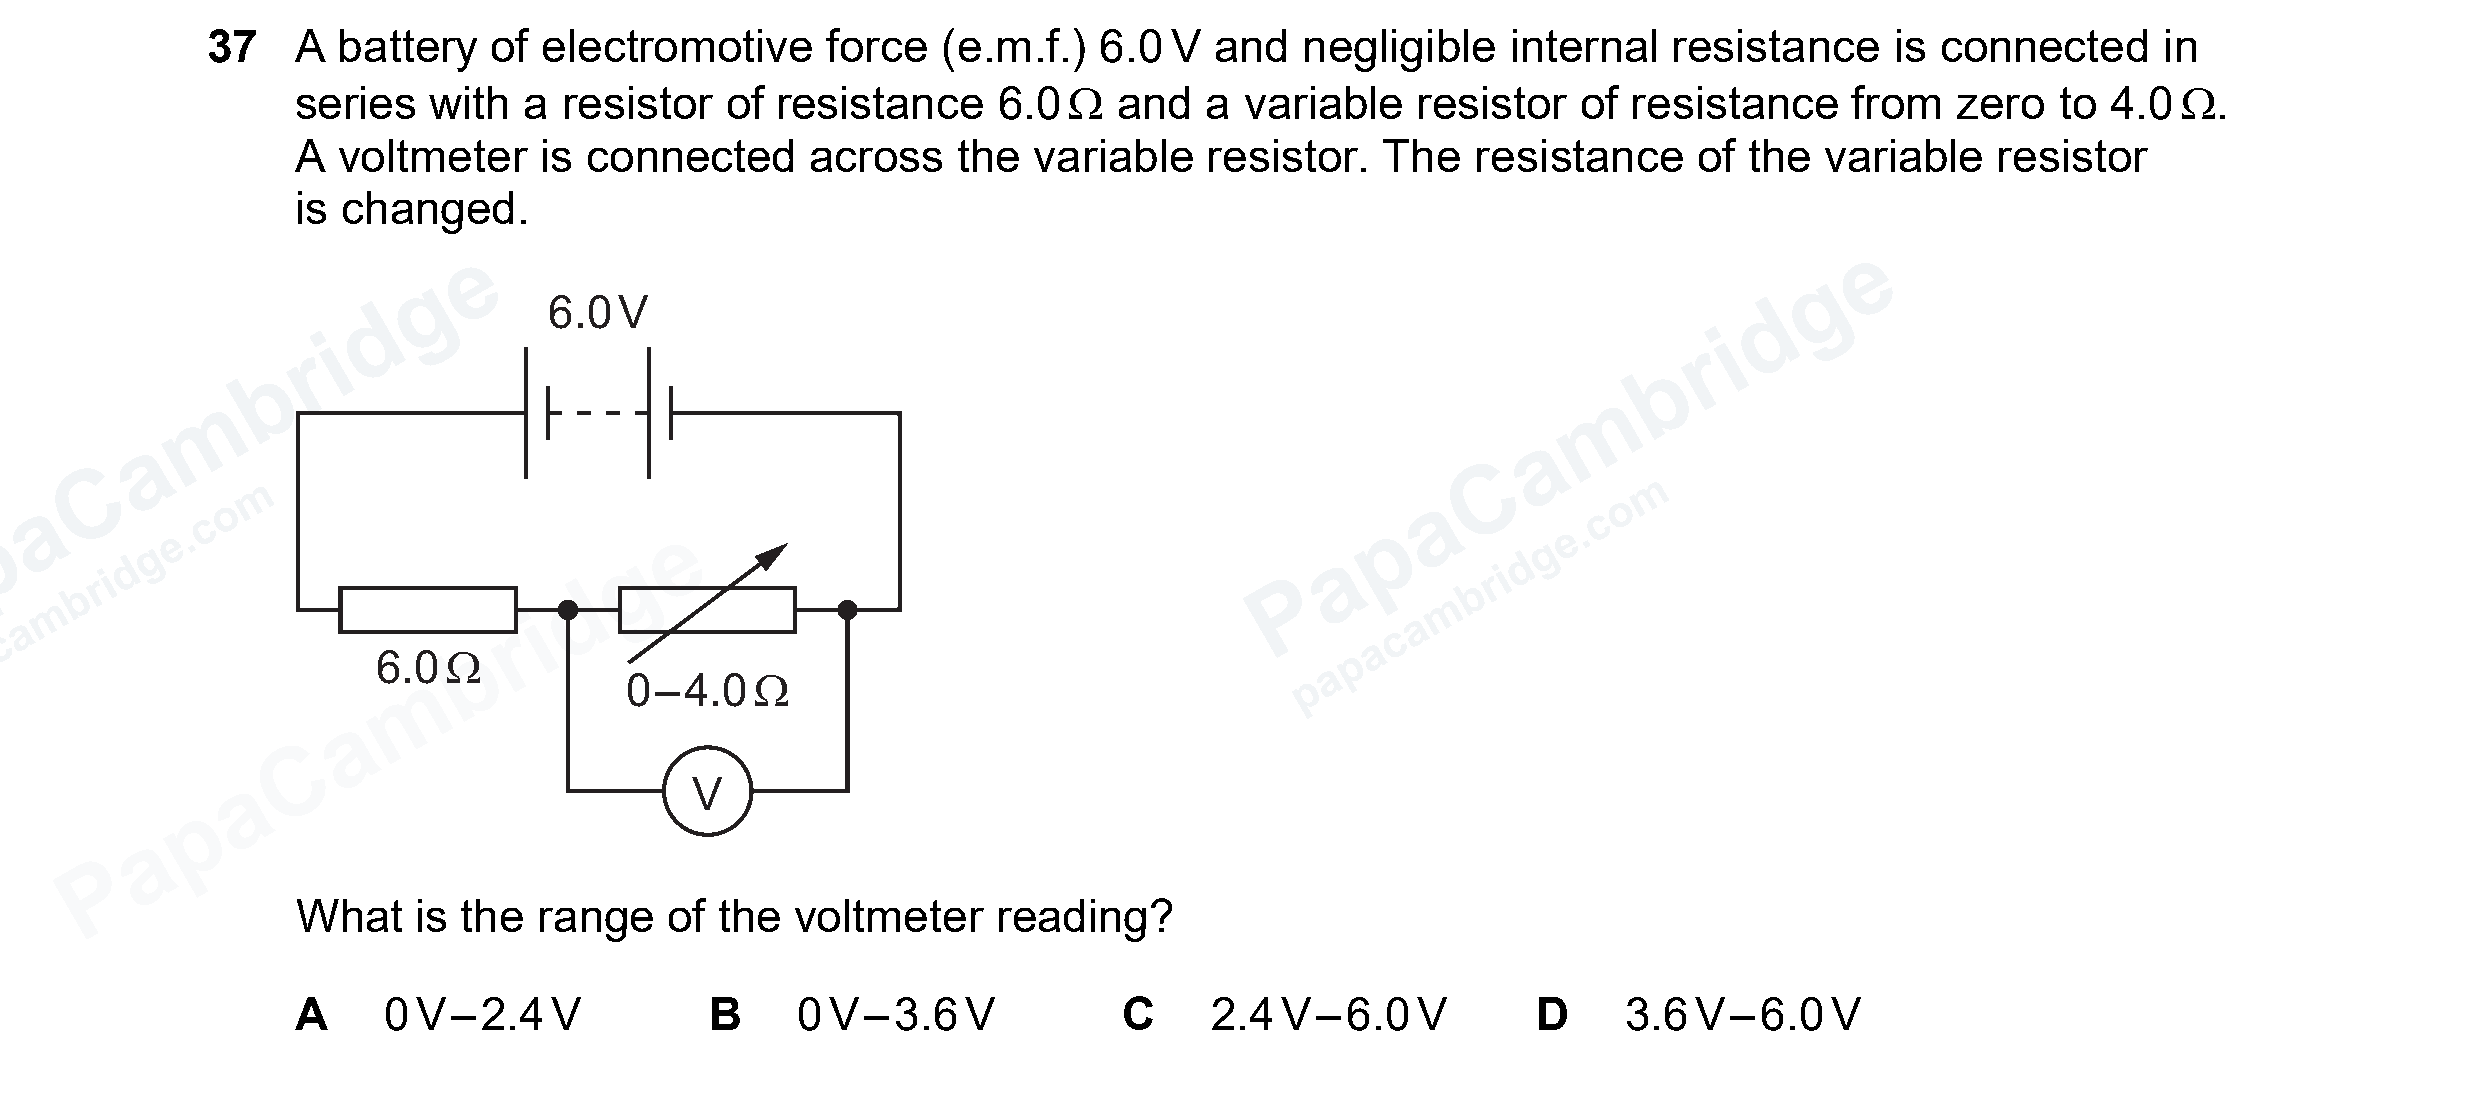 37 A battery of electromotive force (e.m.f.) 6.0 V and negligible internal resistance is connected in
series with a resistor of resistance 6.0 Ω and a variable resistor of resistance from zero to 4.0 Ω.
A voltmeter is connected across the variable resistor. The resistance of the variable resistor
is changed.
PapaCambridge
papacambridge.com
6.0 V
paCambridge
cambridge.com
6.0 Ω
0–4.0 Ω
V
PapaCambridge
What is the range of the voltmeter reading?
A 0 V–2.4 V B 0 V–3.6 V C 2.4 V–6.0 V D 3.6 V–6.0 V